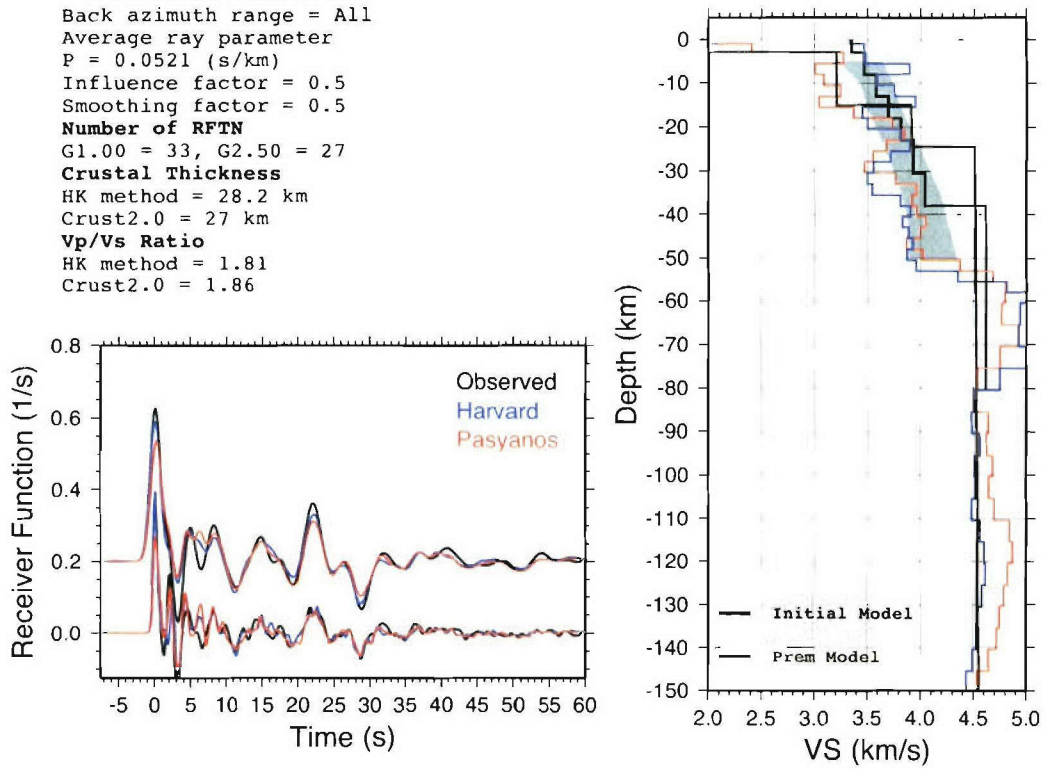 Back azimuth range = All
Average ray parameter
P = 0.0521 (s/km)
Influence factor = 0.5
Smoothing factor = 0.5
Number of RFTN
G1.00 = 33, G2.50 = 27
Crustal Thickness
HK method = 28.2 km
Crust2.0 = 27 km
Vp/Vs Ratio
HK method = 1.81
Crust2.0 = 1.86
Receiver Function (1/s)
0.8
0.6
0.4
0.2
0.0
Observed
Harvard
Pasyanos
-5 0 5 10 15 20 25 30 35 40 45 50 55 60
Time (s)
Depth (km)
0
-10
-20
-30
-40
-50
-60
-70
-80
-90
-100
-110
-120
-130
-140
-150
Initial Model
Prem Model
2.0 2.5 3.0 3.5 4.0 4.5 5.0
VS (km/s)